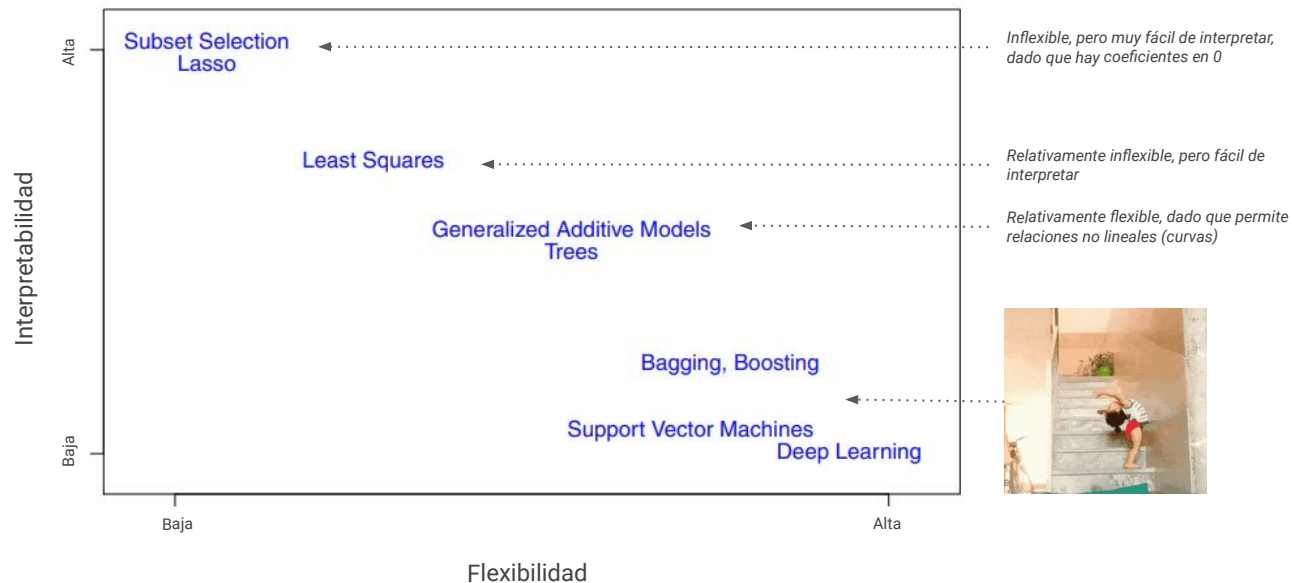 Alta
Subset Selection
Lasso
Inflexible, pero muy fácil de interpretar,
dado que hay coeficientes en 0
Interpretabilidad
Least Squares
Relativamente inflexible, pero fácil de
interpretar
Generalized Additive Models
Trees
Relativamente flexible, dado que permite
relaciones no lineales (curvas)
Bagging, Boosting
Support Vector Machines
Deep Learning
Baja
Baja
Alta
Flexibilidad